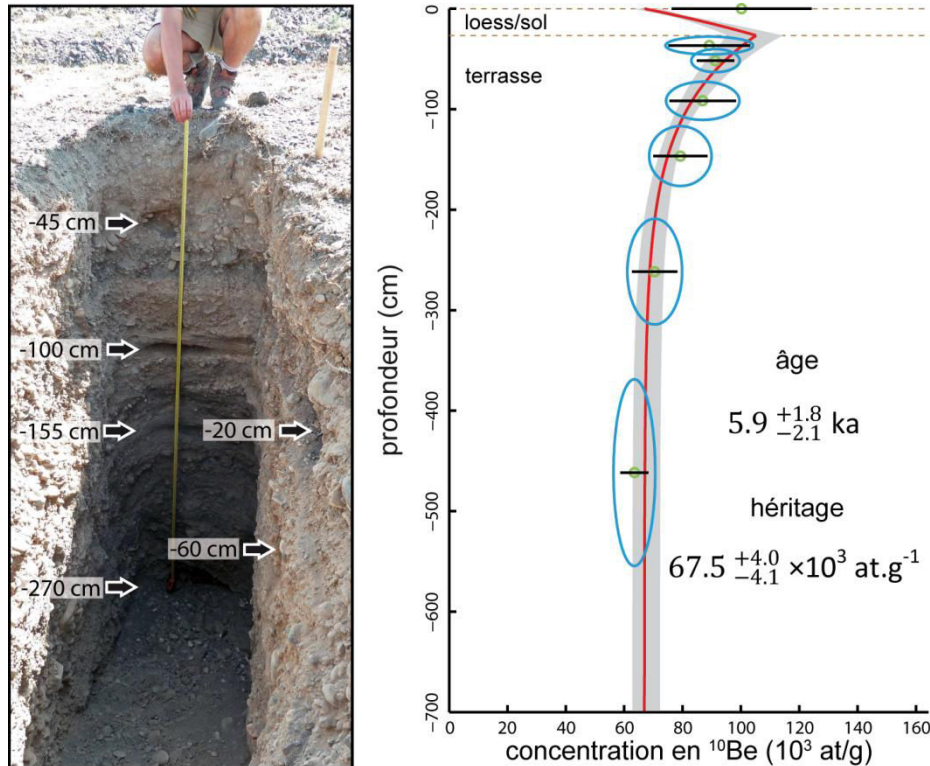 -45 cm
-100 cm
-155 cm
-20 cm
-60 cm
-270 cm
loess/sol
terrasse
profondeur (cm)
0
-100
-200
-300
-400
-500
-600
-700
âge
5.9 +1.8 -2.1 ka
héritage
67.5 +4.0 -4.1 ×10³ at.g⁻¹
0 20 40 60 80 100 120 140 160
concentration en ¹⁰Be (10³ at/g)